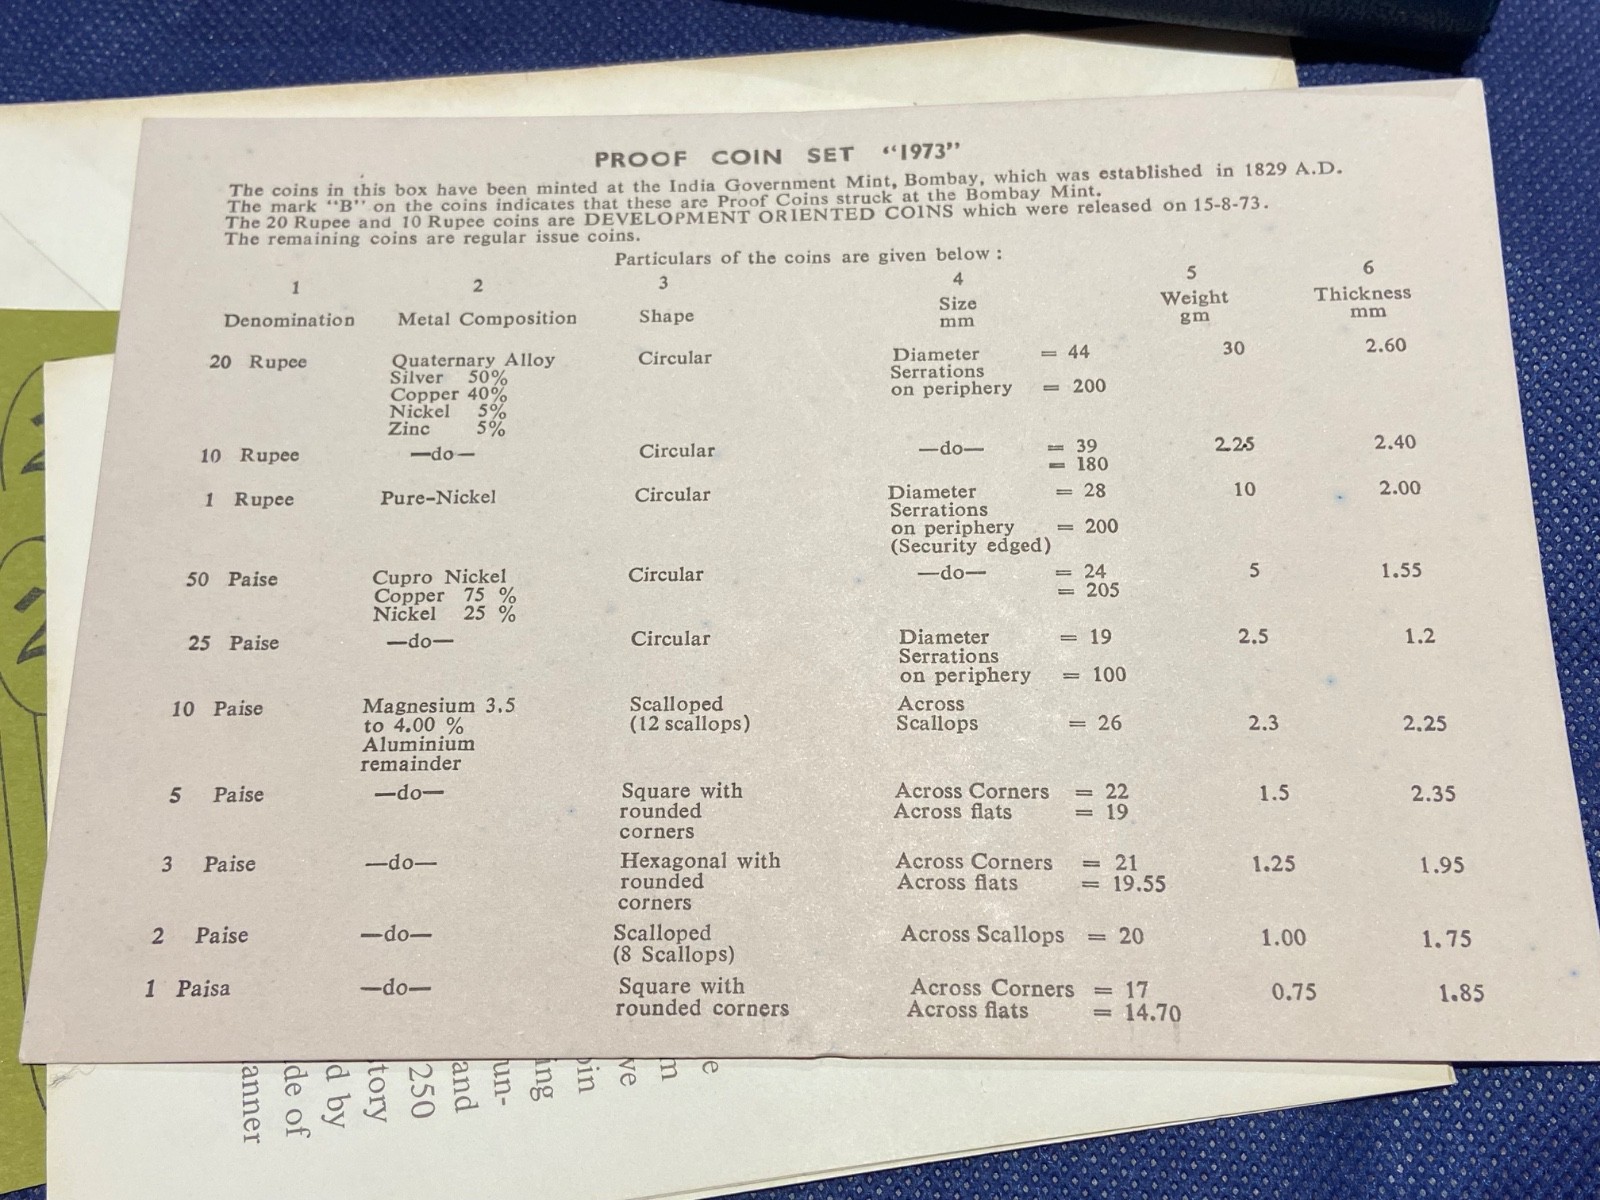 PROOF COIN SET “1973”
The coins in this box have been minted at the India Government Mint, Bombay, which was established in 1829 A.D.
The mark “B” on the coins indicates that these are Proof Coins struck at the Bombay Mint.
The 20 Rupee and 10 Rupee coins are DEVELOPMENT ORIENTED COINS which were released on 15-8-73.
The remaining coins are regular issue coins.
Particulars of the coins are given below :
1 2 3 4 5 6
Denomination Metal Composition Shape Size Weight Thickness
mm gm mm
20 Rupee Quaternary Alloy Circular Diameter = 44 30 2.60
Silver 50% Serrations
Copper 40% on periphery = 200
Nickel 5%
Zinc 5%
10 Rupee —do— Circular —do— = 39 2.25 2.40
= 180
1 Rupee Pure-Nickel Circular Diameter = 28 10 2.00
Serrations
on periphery = 200
(Security edged)
50 Paise Cupro Nickel Circular —do— = 24 5 1.55
Copper 75 % = 205
Nickel 25 %
25 Paise —do— Circular Diameter = 19 2.5 1.2
Serrations
on periphery = 100
10 Paise Magnesium 3.5 Scalloped Across
to 4.00 % (12 scallops) Scallops = 26 2.3 2.25
Aluminium
remainder
5 Paise —do— Square with Across Corners = 22 1.5 2.35
rounded Across flats = 19
corners
3 Paise —do— Hexagonal with Across Corners = 21 1.25 1.95
rounded Across flats = 19.55
corners
2 Paise —do— Scalloped Across Scallops = 20 1.00 1.75
(8 Scallops)
1 Paisa —do— Square with Across Corners = 17 0.75 1.85
rounded corners Across flats = 14.70
e
m
ve
oin
ing
un-
and
250
tory
d by
de of
anner